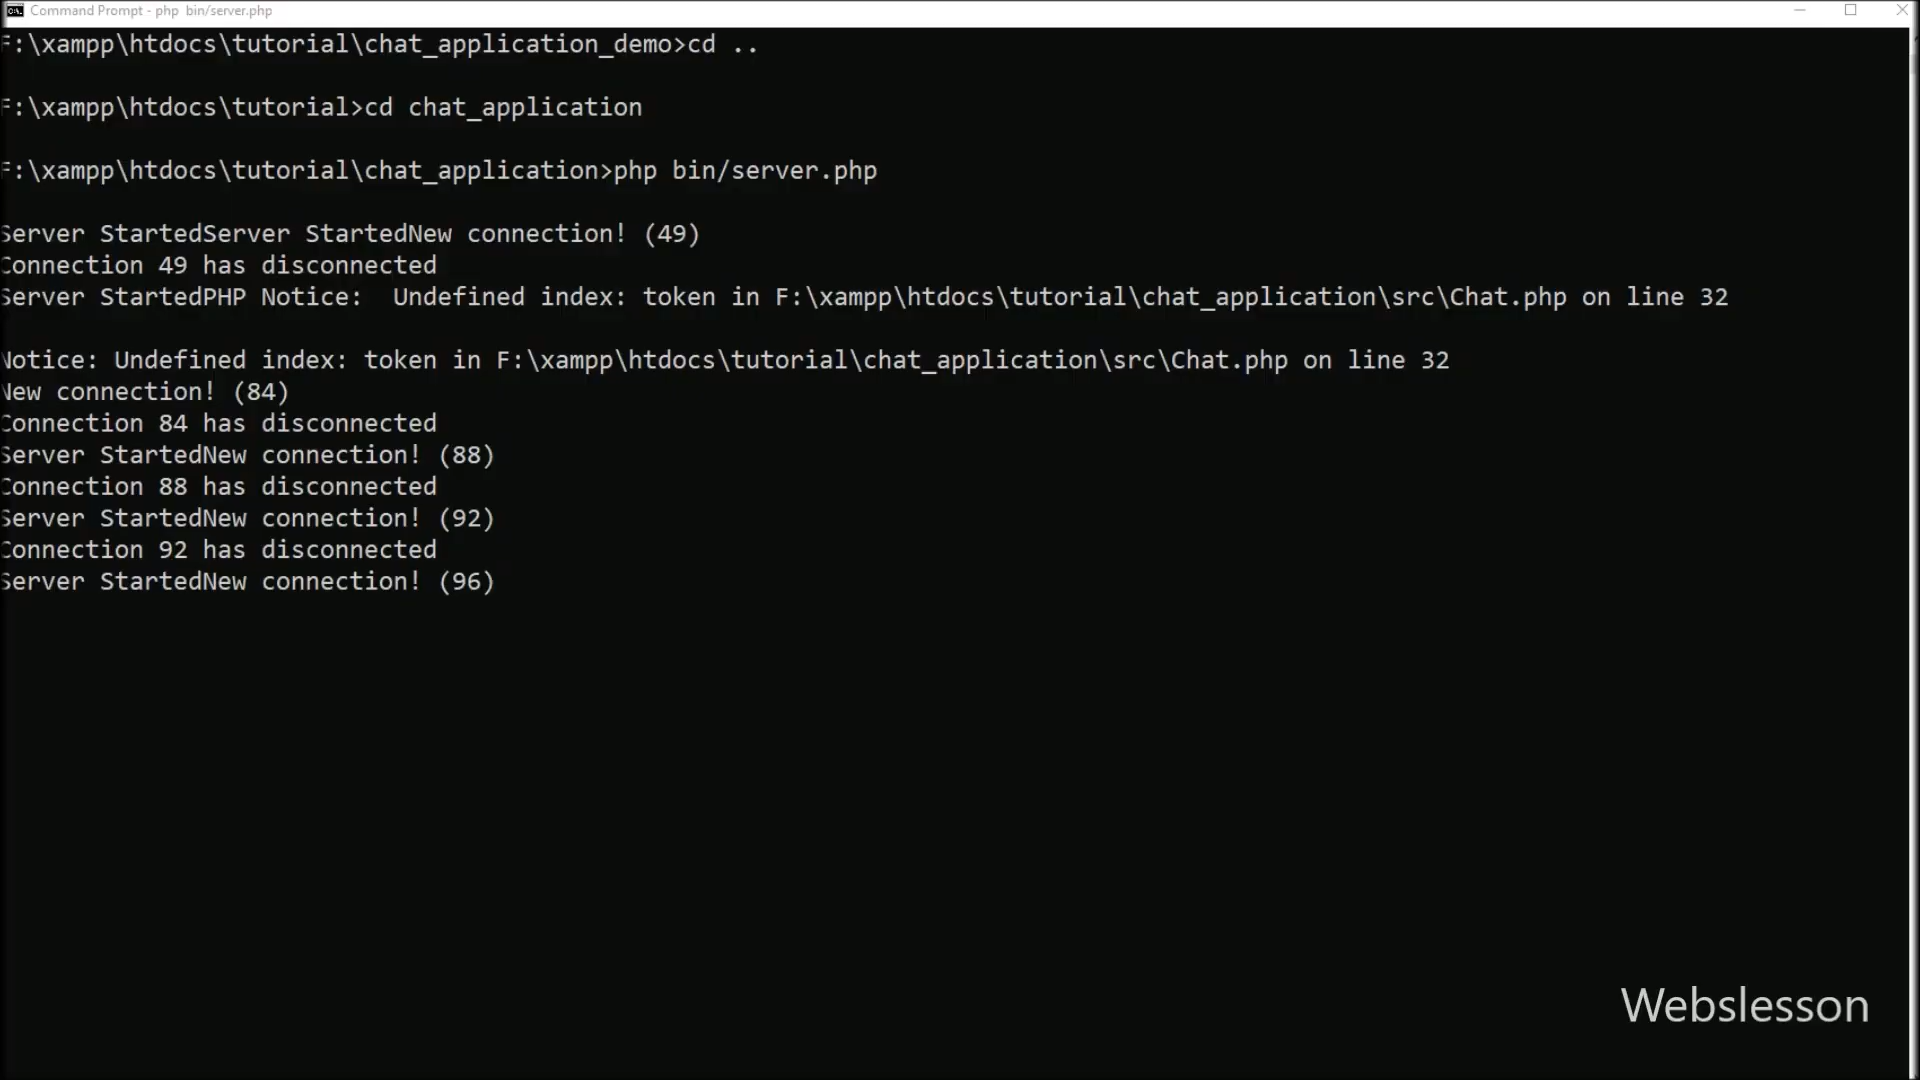 Command Prompt - php bin/server.php
F:\xampp\htdocs\tutorial\chat_application_demo>cd ..
F:\xampp\htdocs\tutorial>cd chat_application
F:\xampp\htdocs\tutorial\chat_application>php bin/server.php
Server StartedServer StartedNew connection! (49)
Connection 49 has disconnected
Server StartedPHP Notice:  Undefined index: token in F:\xampp\htdocs\tutorial\chat_application\src\Chat.php on line 32
Notice: Undefined index: token in F:\xampp\htdocs\tutorial\chat_application\src\Chat.php on line 32
New connection! (84)
Connection 84 has disconnected
Server StartedNew connection! (88)
Connection 88 has disconnected
Server StartedNew connection! (92)
Connection 92 has disconnected
Server StartedNew connection! (96)
Webslesson